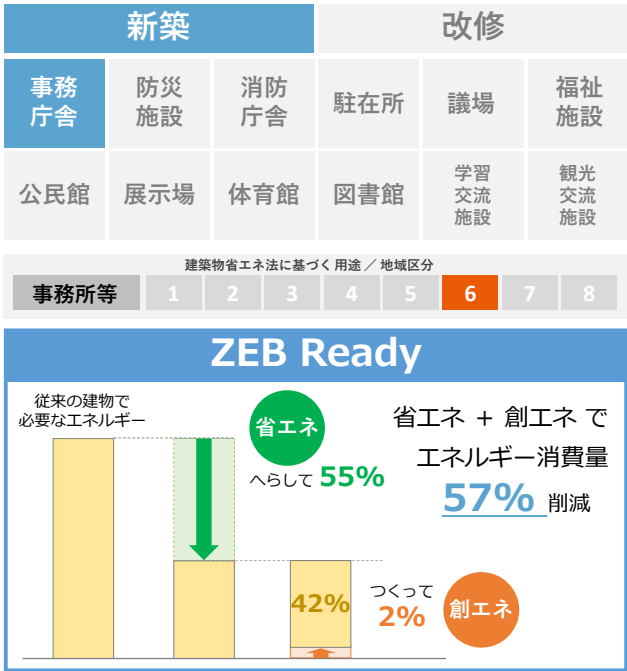 新築
改修
事務
庁舎
防災
施設
消防
庁舎
駐在所
議場
福祉
施設
公民館
展示場
体育館
図書館
学習
交流
施設
観光
交流
施設
建築物省エネ法に基づく用途 ／ 地域区分
事務所等 1 2 3 4 5 6 7 8
ZEB Ready
従来の建物で
必要なエネルギー
省エネ
へらして 55%
省エネ + 創エネ で
エネルギー消費量
57% 削減
42%
つくって
2%
創エネ